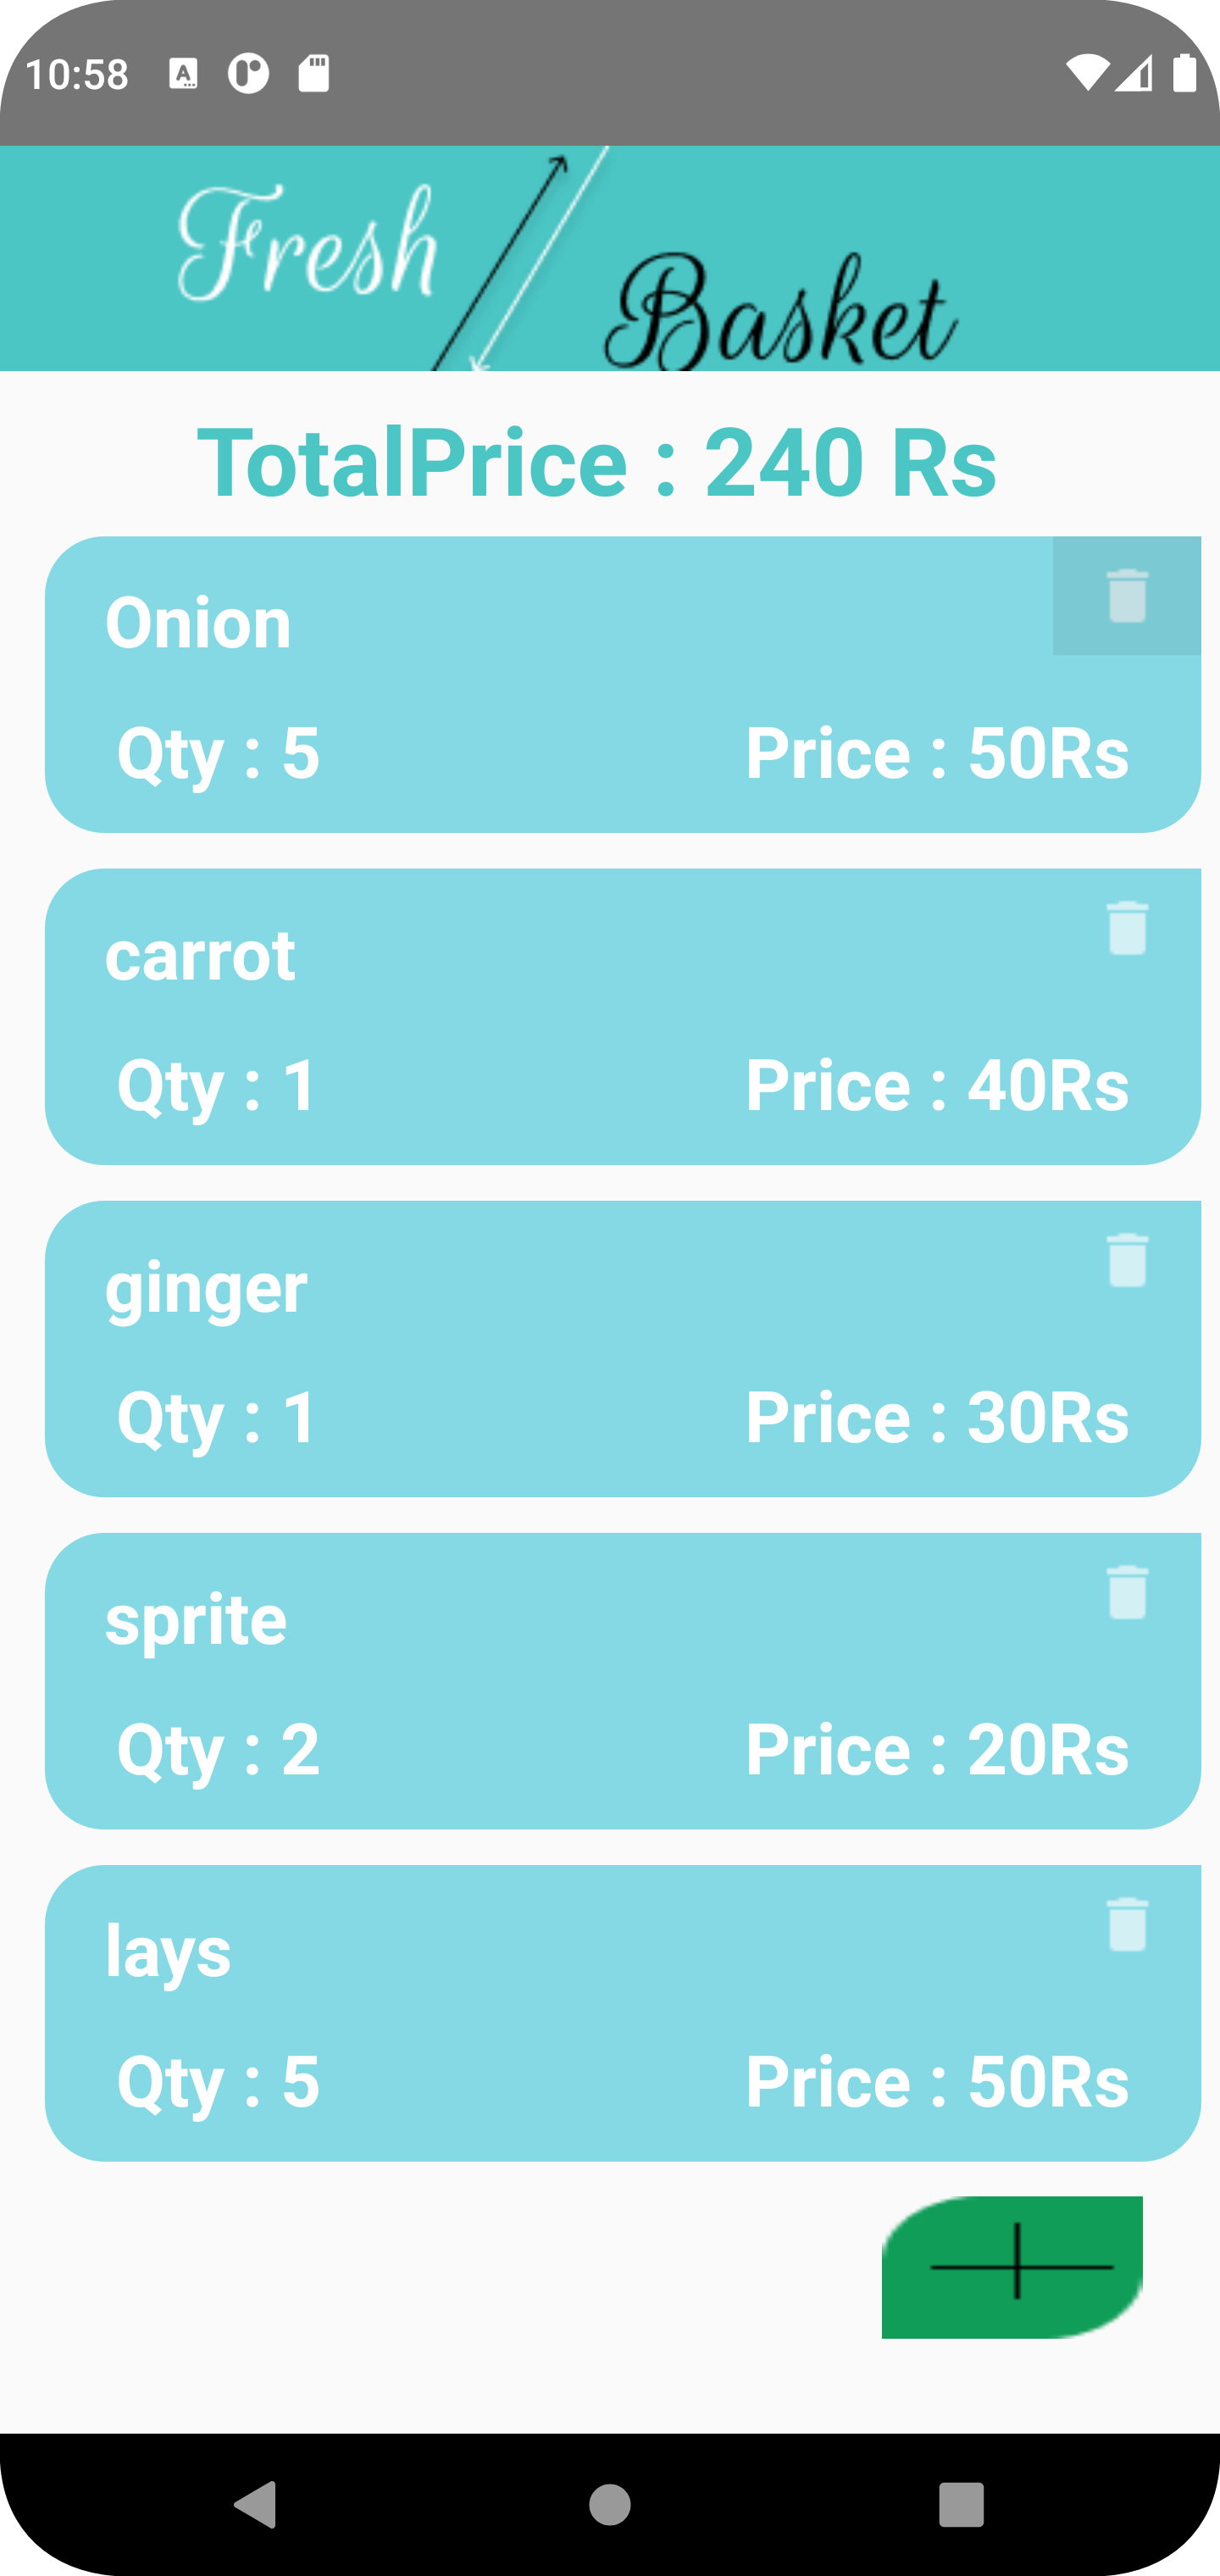 10:58
Fresh
Basket
TotalPrice : 240 Rs
Onion
Qty : 5 Price : 50Rs
carrot
Qty : 1 Price : 40Rs
ginger
Qty : 1 Price : 30Rs
sprite
Qty : 2 Price : 20Rs
lays
Qty : 5 Price : 50Rs